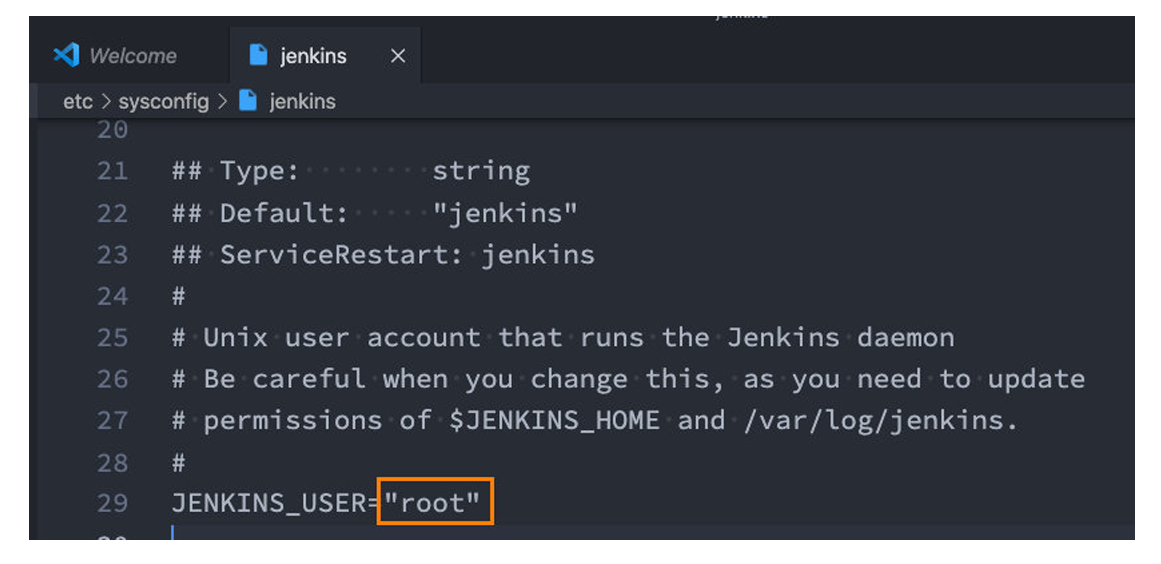 Welcome
jenkins
etc > sysconfig > jenkins
20
21 ## Type: string
22 ## Default: "jenkins"
23 ## ServiceRestart: jenkins
24 #
25 # Unix user account that runs the Jenkins daemon
26 # Be careful when you change this, as you need to update
27 # permissions of $JENKINS_HOME and /var/log/jenkins.
28 #
29 JENKINS_USER="root"